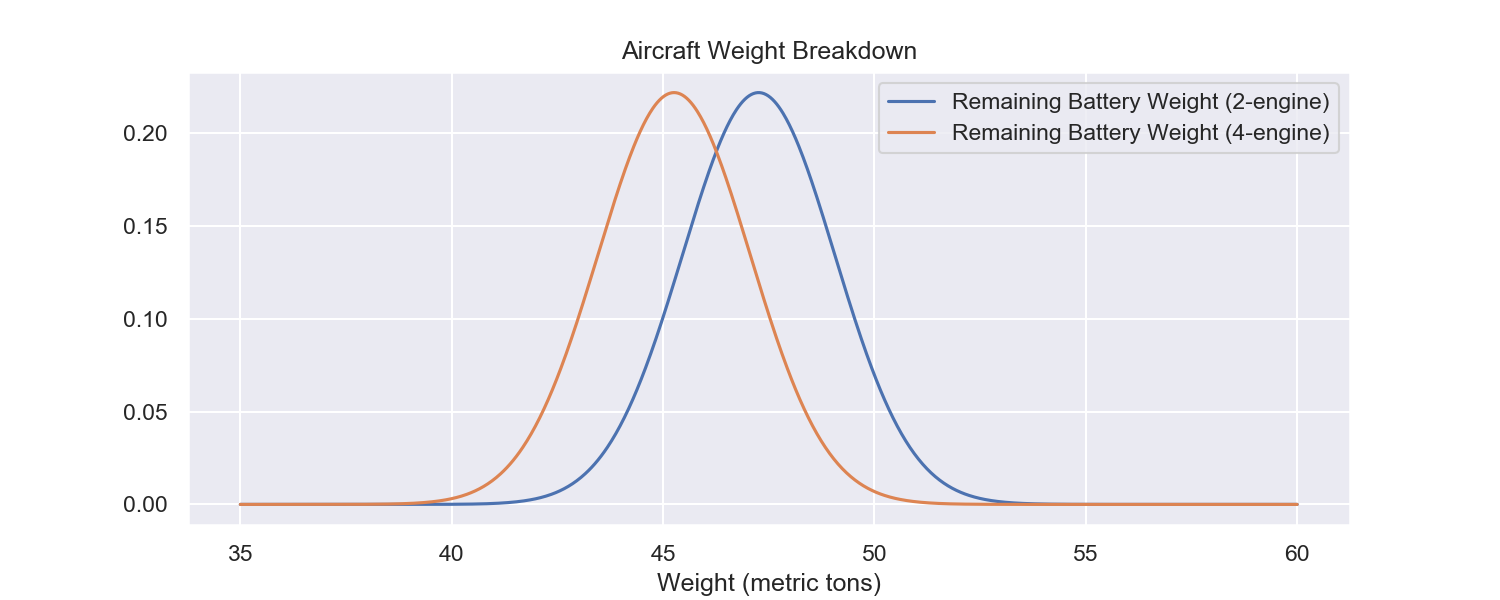 Aircraft Weight Breakdown
Remaining Battery Weight (2-engine)
Remaining Battery Weight (4-engine)
0.20
0.15
0.10
0.05
0.00
35 40 45 50 55 60
Weight (metric tons)